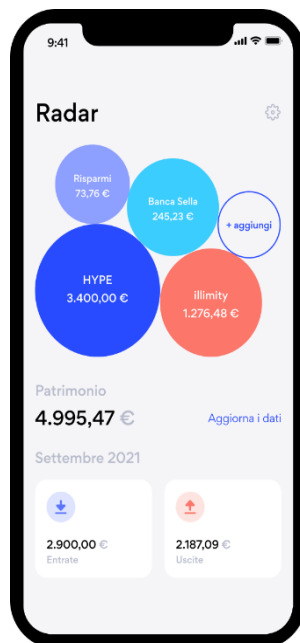 9:41
Radar
Risparmi
73,76 €
Banca Sella
245,23 €
+ aggiungi
HYPE
3.400,00 €
illimity
1.276,48 €
Patrimonio
4.995,47 €
Aggiorna i dati
Settembre 2021
2.900,00 €
Entrate
2.187,09 €
Uscite